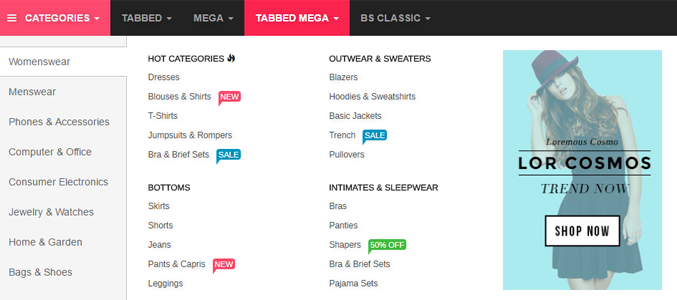 CATEGORIES
TABBED
MEGA
TABBED MEGA
BS CLASSIC
Womenswear
Menswear
Phones & Accessories
Computer & Office
Consumer Electronics
Jewelry & Watches
Home & Garden
Bags & Shoes
HOT CATEGORIES
Dresses
Blouses & Shirts NEW
T-Shirts
Jumpsuits & Rompers
Bra & Brief Sets SALE
BOTTOMS
Skirts
Shorts
Jeans
Pants & Capris NEW
Leggings
OUTWEAR & SWEATERS
Blazers
Hoodies & Sweatshirts
Basic Jackets
Trench SALE
Pullovers
INTIMATES & SLEEPWEAR
Bras
Panties
Shapers 50% OFF
Bra & Brief Sets
Pajama Sets
Loremous Cosmo
LOR COSMOS
TREND NOW
SHOP NOW